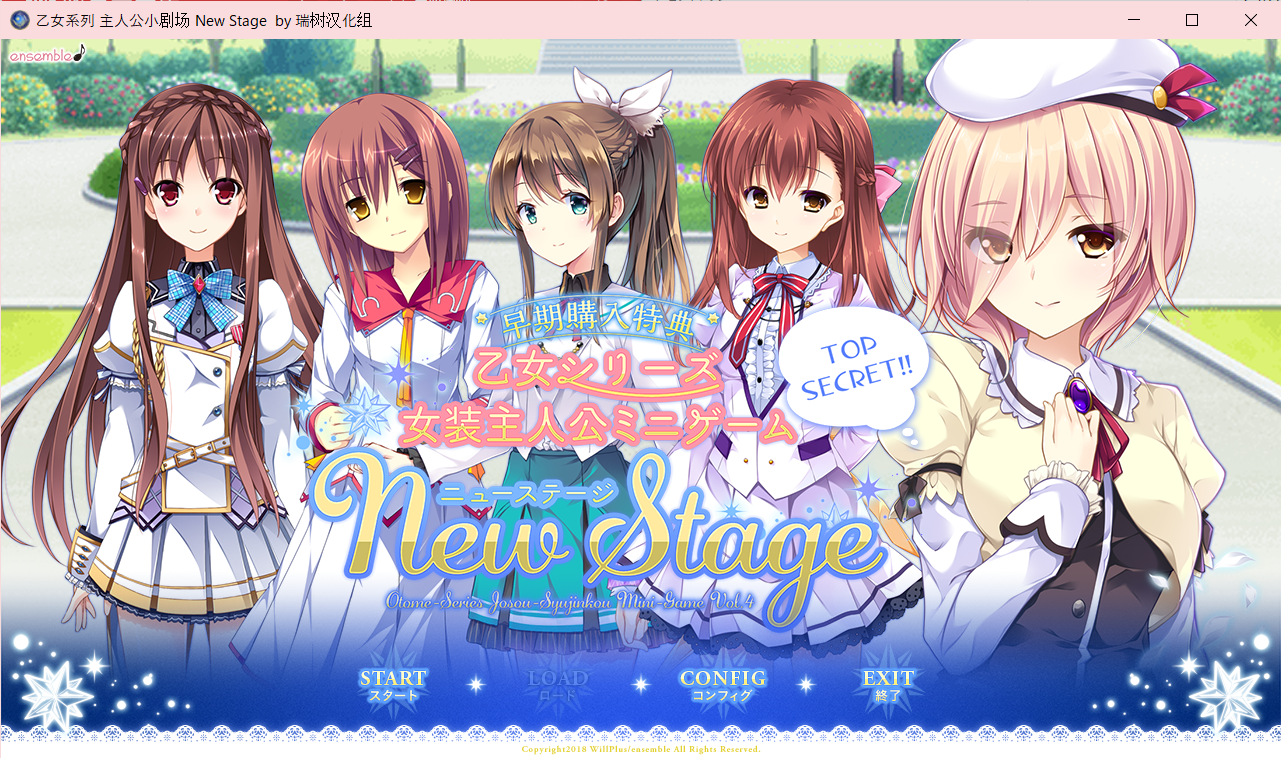 乙女系列 主人公小剧场 New Stage by 瑞树汉化组
ensemble
早期購入特典
乙女シリーズ
女装主人公ミニゲーム
TOP
SECRET!!
ニューステージ
New Stage
Otome-Series Josou-Syujinkou Mini-Game Vol.4
START
スタート
LOAD
ロード
CONFIG
コンフィグ
EXIT
終了
Copyright2018 WillPlus/ensemble All Rights Reserved.